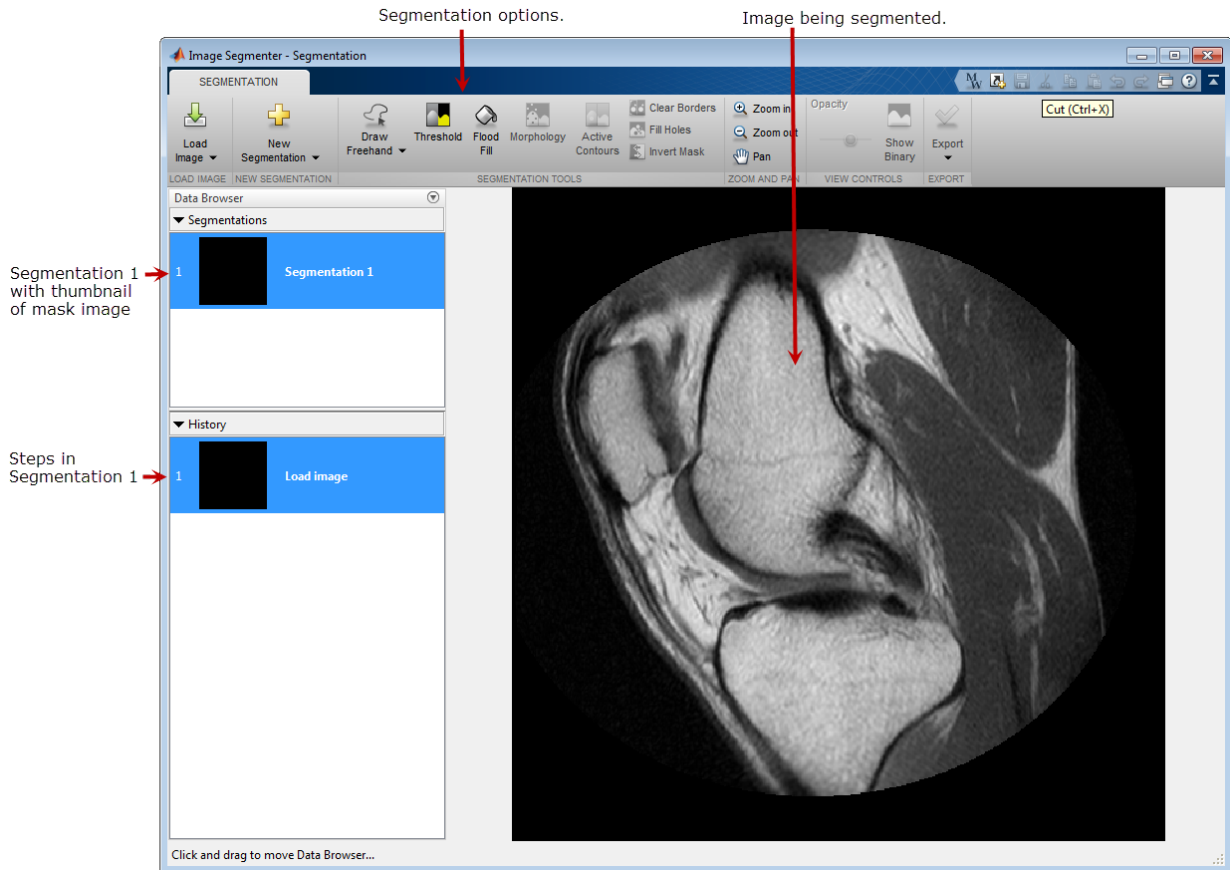 Segmentation options.
Image being segmented.
Image Segmenter - Segmentation
SEGMENTATION
M
W
?
Load
Image
New
Segmentation
Draw
Freehand
Threshold
Flood
Fill
Morphology
Active
Contours
Clear Borders
Fill Holes
Invert Mask
Zoom in
Zoom out
Pan
Opacity
Show
Binary
Export
Cut (Ctrl+X)
LOAD IMAGE
NEW SEGMENTATION
SEGMENTATION TOOLS
ZOOM AND PAN
VIEW CONTROLS
EXPORT
Data Browser
Segmentations
Segmentation 1
with thumbnail
of mask image
1
Segmentation 1
History
Steps in
Segmentation 1
1
Load image
Click and drag to move Data Browser...